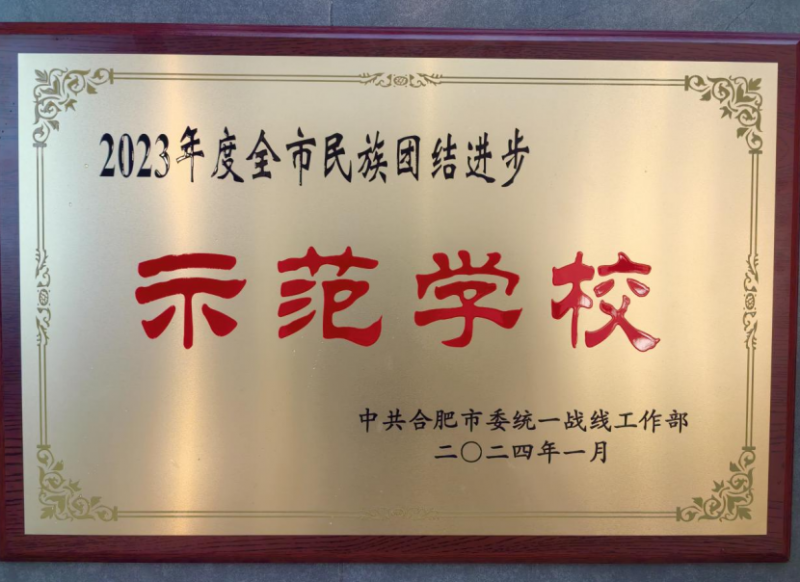 2023年度全市民族团结进步
示范学校
中共合肥市委统一战线工作部
二〇二四年一月